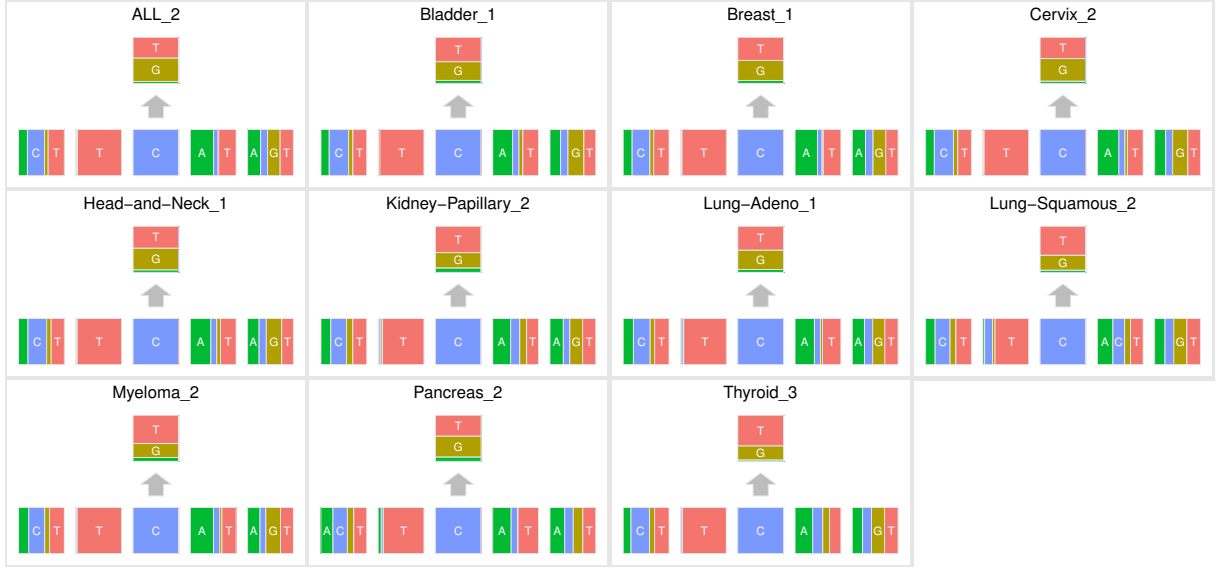 ALL_2 Bladder_1 Breast_1 Cervix_2
T T T T
G G G G
C T T C A T A G T C T T C A T G T C T T C A T A G T C T T C A T G T
Head-and-Neck_1 Kidney-Papillary_2 Lung-Adeno_1 Lung-Squamous_2
T T T T
G G G G
C T T C A T A G T C T T C A T A G T C T T C A T A G T C T T C A C T G T
Myeloma_2 Pancreas_2 Thyroid_3
T T T
G G G
C T T C A T A G T A C T T C A T A T C T T C A G T